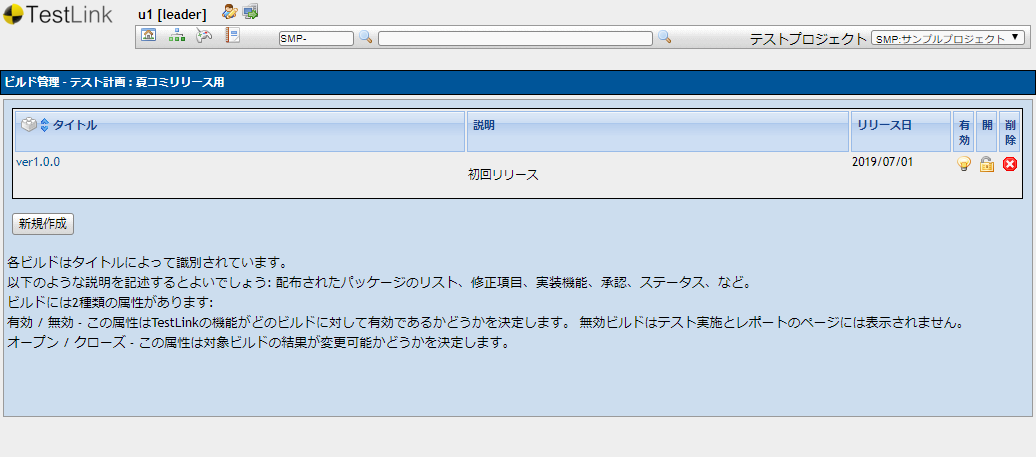 TestLink
u1 [leader]
SMP-
テストプロジェクト SMP:サンプルプロジェクト
ビルド管理 - テスト計画 : 夏コミリリース用
タイトル 説明 リリース日 有効 開 削除
ver1.0.0 初回リリース 2019/07/01
新規作成
各ビルドはタイトルによって識別されています。
以下のような説明を記述するとよいでしょう: 配布されたパッケージのリスト、修正項目、実装機能、承認、ステータス、など。
ビルドには2種類の属性があります:
有効 / 無効 - この属性はTestLinkの機能がどのビルドに対して有効であるかどうかを決定します。 無効ビルドはテスト実施とレポートのページには表示されません。
オープン / クローズ - この属性は対象ビルドの結果が変更可能かどうかを決定します。